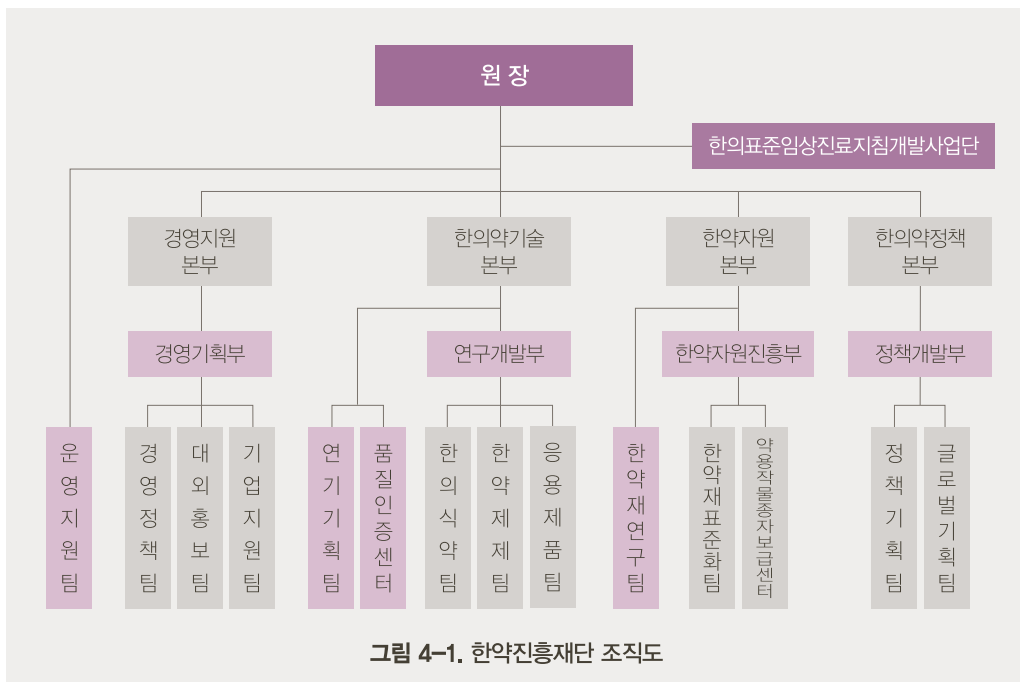 원 장
한의표준임상진료지침개발사업단
경영지원
본부
한의약기술
본부
한약자원
본부
한의약정책
본부
경영기획부
연구개발부
한약자원진흥부
정책개발부
운영지원팀
경영정책팀
대외홍보팀
기업지원팀
연기기획팀
품질인증센터
한의식약팀
한약제제팀
응용제품팀
한약재연구팀
한약재표준화팀
약용작물종자보급센터
정책기획팀
글로벌기획팀
그림 4-1. 한약진흥재단 조직도